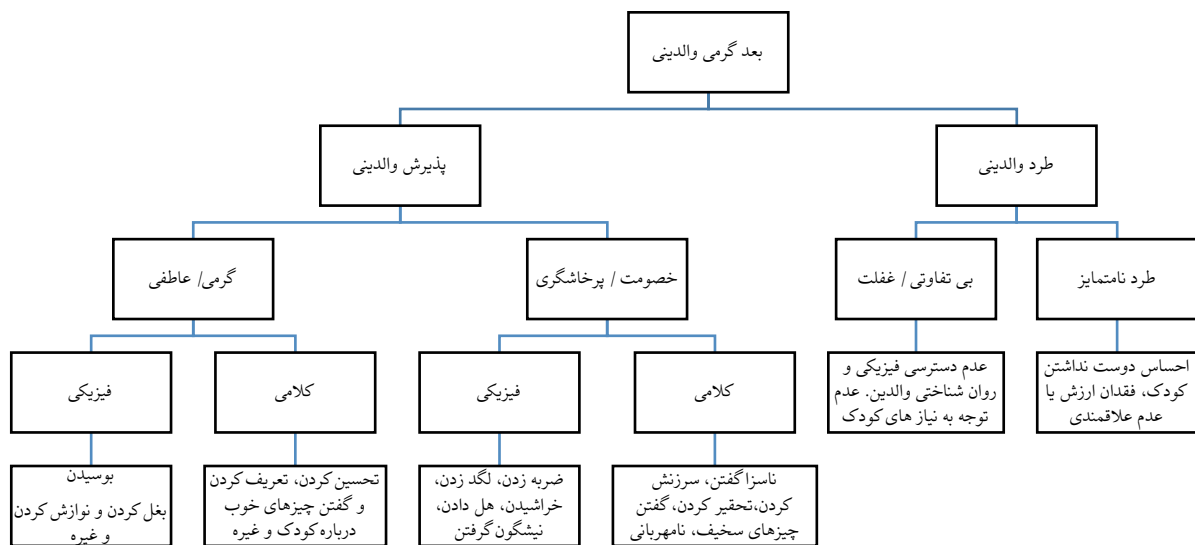 بعد گرمی والدینی
طرد والدینی
پذیرش والدینی
طرد نامتمایز
بی تفاوتی / غفلت
خصومت / پرخاشگری
گرمی/ عاطفی
احساس دوست نداشتن
کودک، فقدان ارزش یا
عدم علاقمندی
عدم دسترسی فیزیکی و
روان شناختی والدین. عدم
توجه به نیاز های کودک
کلامی
فیزیکی
کلامی
فیزیکی
ناسزا گفتن، سرزنش
کردن،تحقیر کردن، گفتن
چیزهای سخیف، نامهربانی
ضربه زدن، لگد زدن،
خراشیدن، هل دادن،
نیشگون گرفتن
تحسین کردن، تعریف کردن
و گفتن چیزهای خوب
درباره کودک و غیره
بوسیدن
بغل کردن و نوازش کردن
و غیره